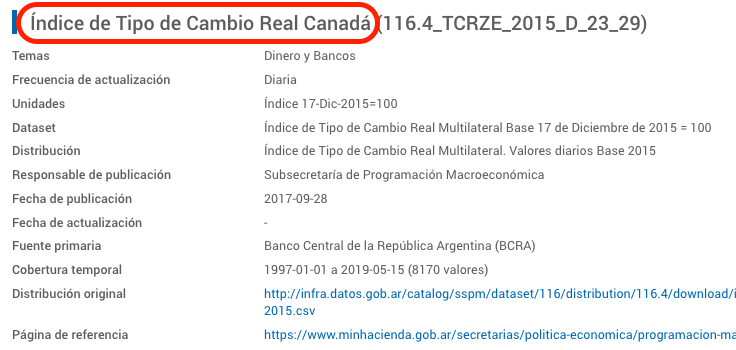 Índice de Tipo de Cambio Real Canadá (116.4_TCRZE_2015_D_23_29)
Temas Dinero y Bancos
Frecuencia de actualización Diaria
Unidades Índice 17-Dic-2015=100
Dataset Índice de Tipo de Cambio Real Multilateral Base 17 de Diciembre de 2015 = 100
Distribución Índice de Tipo de Cambio Real Multilateral. Valores diarios Base 2015
Responsable de publicación Subsecretaría de Programación Macroeconómica
Fecha de publicación 2017-09-28
Fecha de actualización -
Fuente primaria Banco Central de la República Argentina (BCRA)
Cobertura temporal 1997-01-01 a 2019-05-15 (8170 valores)
Distribución original http://infra.datos.gob.ar/catalog/sspm/dataset/116/distribution/116.4/download/i
2015.csv
Página de referencia https://www.minhacienda.gob.ar/secretarias/politica-economica/programacion-ma